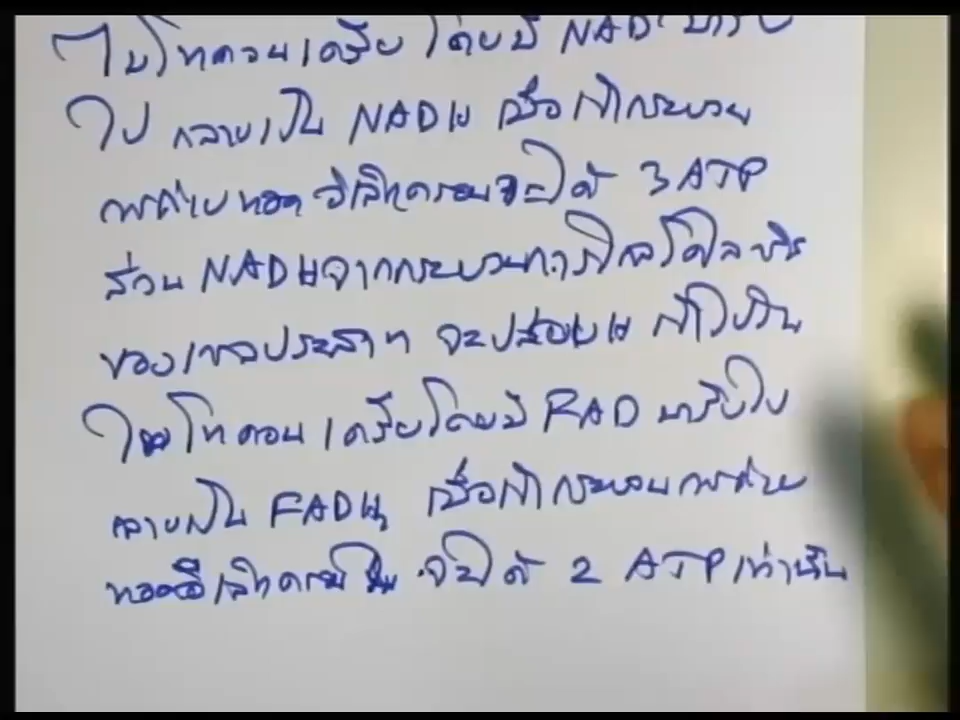 ไมโทคอนเดรีย โดยมี NAD มารับ
ไป กลายเป็น NADH เมื่อเข้ากระบวน
การถ่ายทอด อิเล็กตรอน จะได้ 3 ATP
ส่วน NADH จากกระบวนการไกลโคไลซิส
ของเซลประสาท จะปล่อย H เข้าไปใน
ไมโทคอนเดรียโดยมี FAD มารับไป
กลายเป็น FADH₂ เมื่อเข้ากระบวนการถ่าย
ทอดอิเล็กตรอน จะได้ 2 ATP เท่านั้น